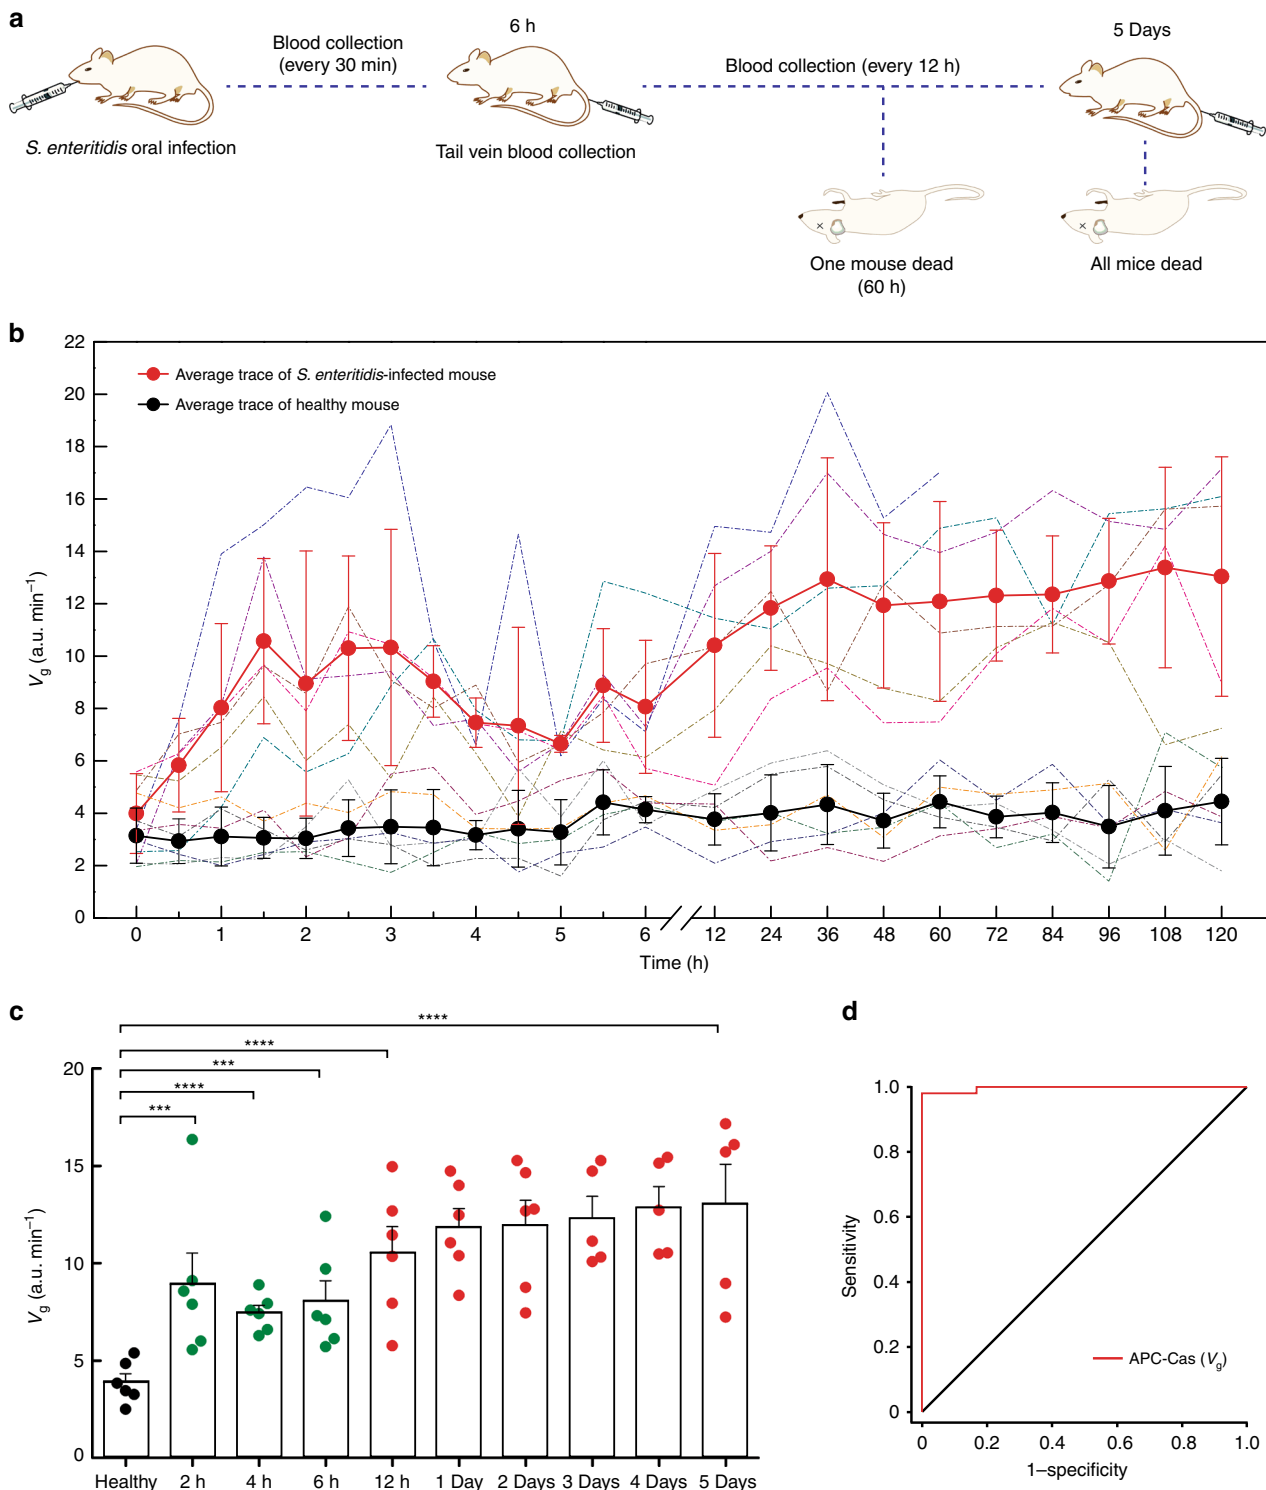 a
6 h
5 Days
Blood collection
(every 30 min)
Blood collection (every 12 h)
S. enteritidis oral infection
Tail vein blood collection
One mouse dead
(60 h)
All mice dead
b
22
20
18
16
14
12
10
8
6
4
2
0
Vg (a.u. min−1)
Average trace of S. enteritidis-infected mouse
Average trace of healthy mouse
0 1 2 3 4 5 6 12 24 36 48 60 72 84 96 108 120
Time (h)
c
****
****
***
****
***
20
15
10
5
0
Vg (a.u. min−1)
Healthy 2 h 4 h 6 h 12 h 1 Day 2 Days 3 Days 4 Days 5 Days
d
1.0
0.8
0.6
0.4
0.2
0
Sensitivity
APC-Cas (Vg)
0 0.2 0.4 0.6 0.8 1.0
1–specificity